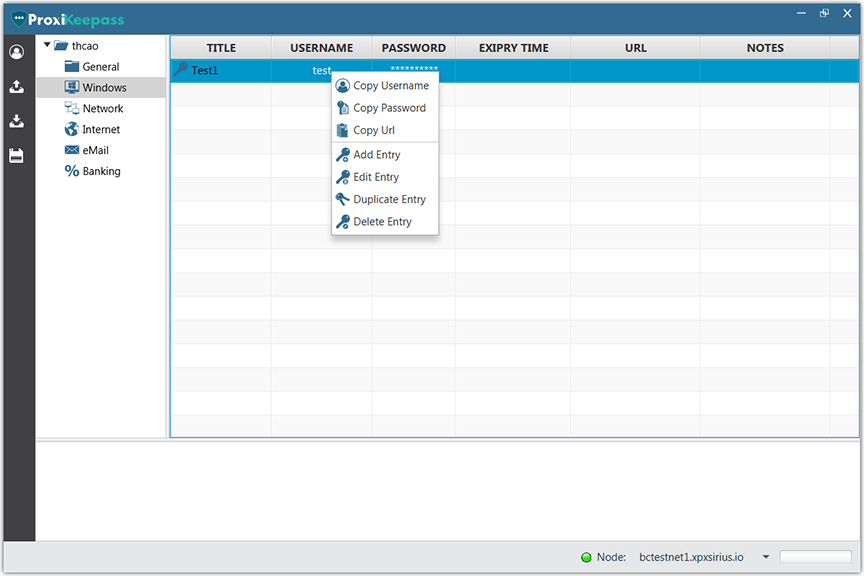 ProxiKeepass
thcao
General
Windows
Network
Internet
eMail
Banking
TITLE USERNAME PASSWORD EXIPRY TIME URL NOTES
Test1 test **********
Copy Username
Copy Password
Copy Url
Add Entry
Edit Entry
Duplicate Entry
Delete Entry
Node: bctestnet1.xpxsirius.io